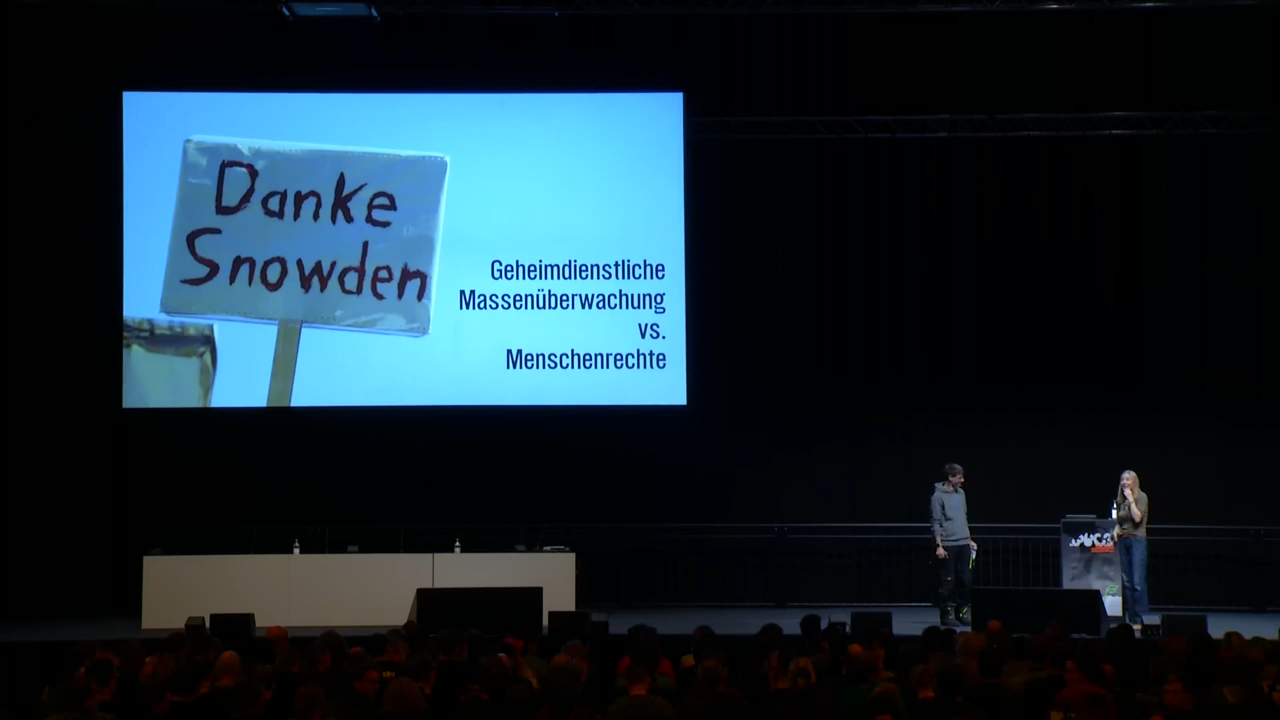 Danke
Snowden
Geheimdienstliche
Massenüberwachung
vs.
Menschenrechte